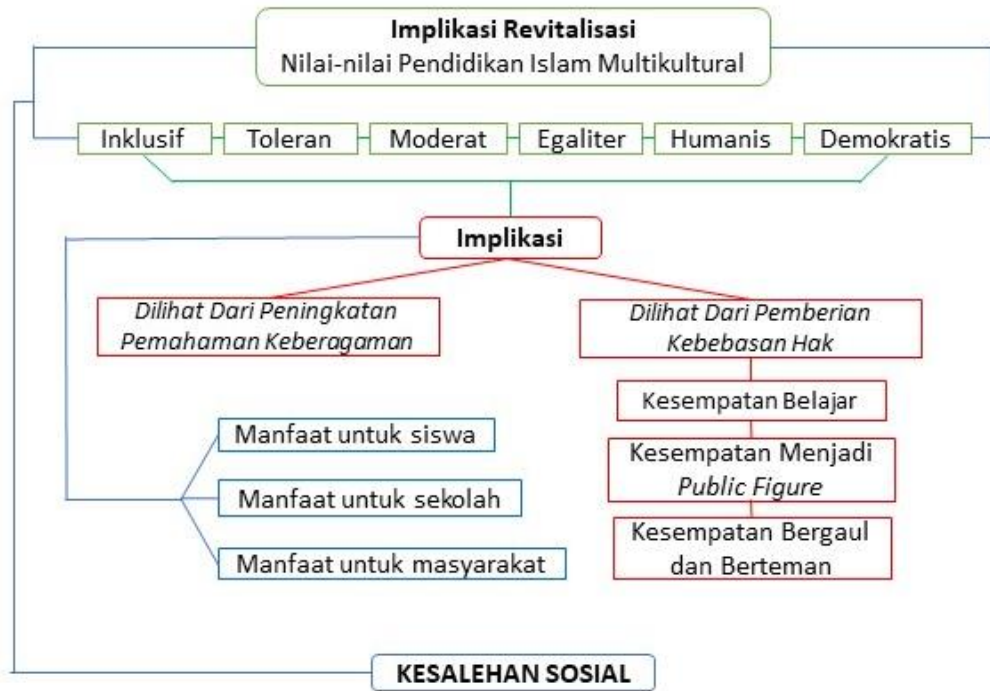 Implikasi Revitalisasi
Nilai-nilai Pendidikan Islam Multikultural
Inklusif
Toleran
Moderat
Egaliter
Humanis
Demokratis
Implikasi
Dilihat Dari Peningkatan
Pemahaman Keberagaman
Dilihat Dari Pemberian
Kebebasan Hak
Kesempatan Belajar
Kesempatan Menjadi
Public Figure
Kesempatan Bergaul
dan Berteman
Manfaat untuk siswa
Manfaat untuk sekolah
Manfaat untuk masyarakat
KESALEHAN SOSIAL